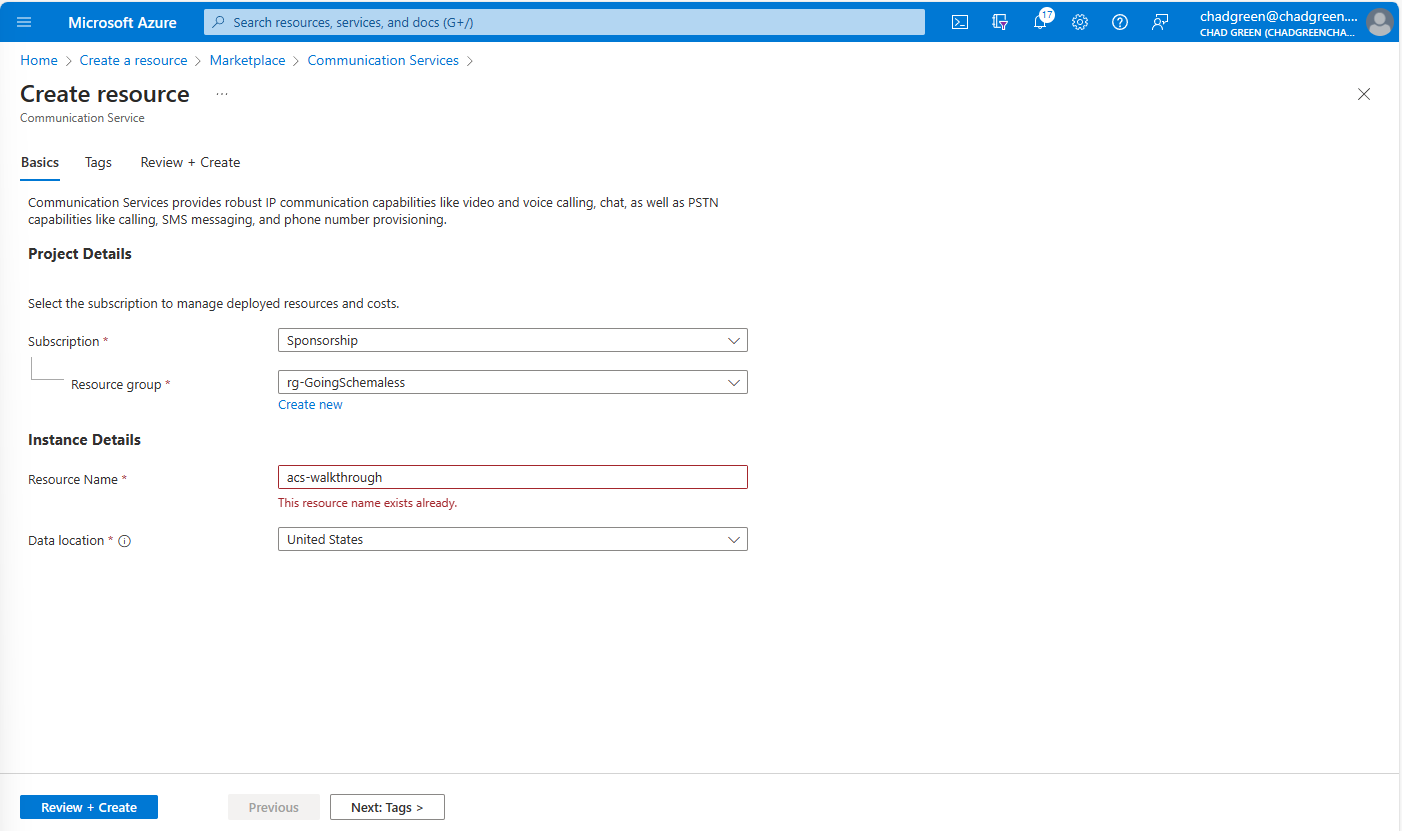 Microsoft Azure
Search resources, services, and docs (G+/)
17
chadgreen@chadgreen....
CHAD GREEN (CHADGREENCHA...
Home > Create a resource > Marketplace > Communication Services >
Create resource ...
Communication Service
Basics Tags Review + Create
Communication Services provides robust IP communication capabilities like video and voice calling, chat, as well as PSTN
capabilities like calling, SMS messaging, and phone number provisioning.
Project Details
Select the subscription to manage deployed resources and costs.
Subscription * Sponsorship
Resource group * rg-GoingSchemaless
Create new
Instance Details
Resource Name * acs-walkthrough
This resource name exists already.
Data location * United States
Review + Create Previous Next: Tags >